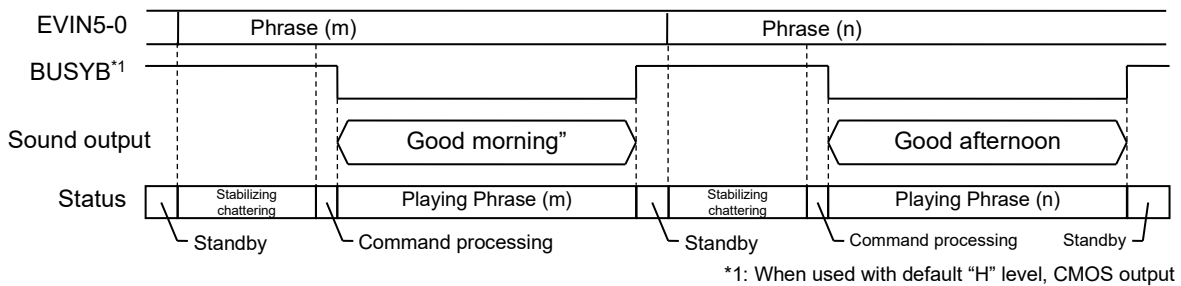 EVIN5-0
Phrase (m)
Phrase (n)
BUSYB*1
Sound output
Good morning”
Good afternoon
Status
Stabilizing
chattering
Playing Phrase (m)
Stabilizing
chattering
Playing Phrase (n)
Standby
Command processing
Standby
Command processing
Standby
*1: When used with default “H” level, CMOS output